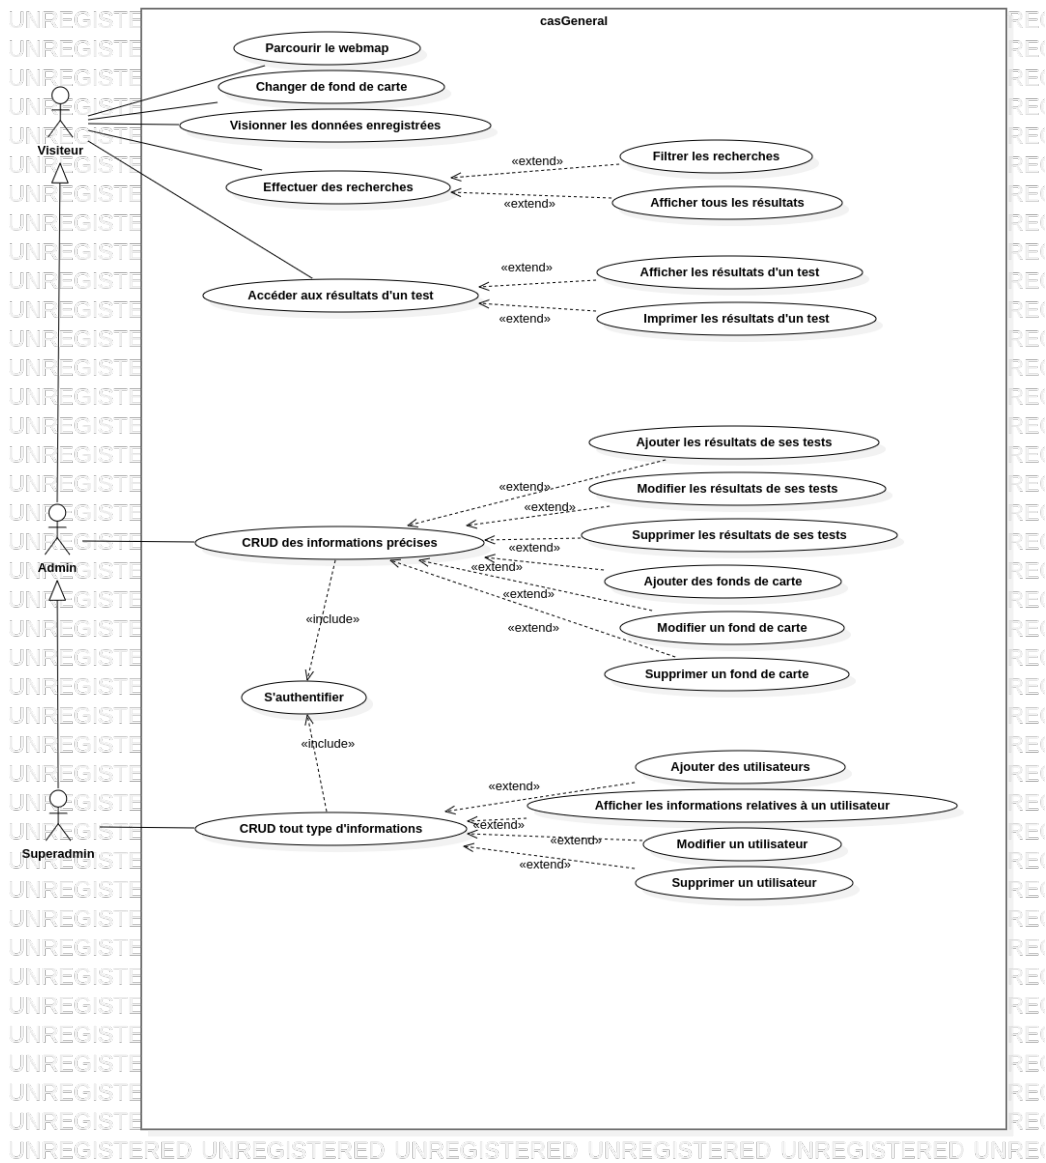 casGeneral
Parcourir le webmap
Changer de fond de carte
Visionner les données enregistrées
Visiteur
«extend»
Filtrer les recherches
Effectuer des recherches
«extend»
Afficher tous les résultats
«extend»
Afficher les résultats d'un test
Accéder aux résultats d'un test
«extend»
Imprimer les résultats d'un test
Ajouter les résultats de ses tests
«extend»
Modifier les résultats de ses tests
«extend»
Supprimer les résultats de ses tests
CRUD des informations précises
«extend»
Admin
«extend»
Ajouter des fonds de carte
«extend»
«include»
«extend»
Modifier un fond de carte
Supprimer un fond de carte
S'authentifier
«include»
Ajouter des utilisateurs
«extend»
Afficher les informations relatives à un utilisateur
«extend»
CRUD tout type d'informations
«extend»
Modifier un utilisateur
Superadmin
«extend»
Supprimer un utilisateur
UNREGISTERED UNREGISTERED UNREGISTERED UNREGISTERED UNREGISTERED